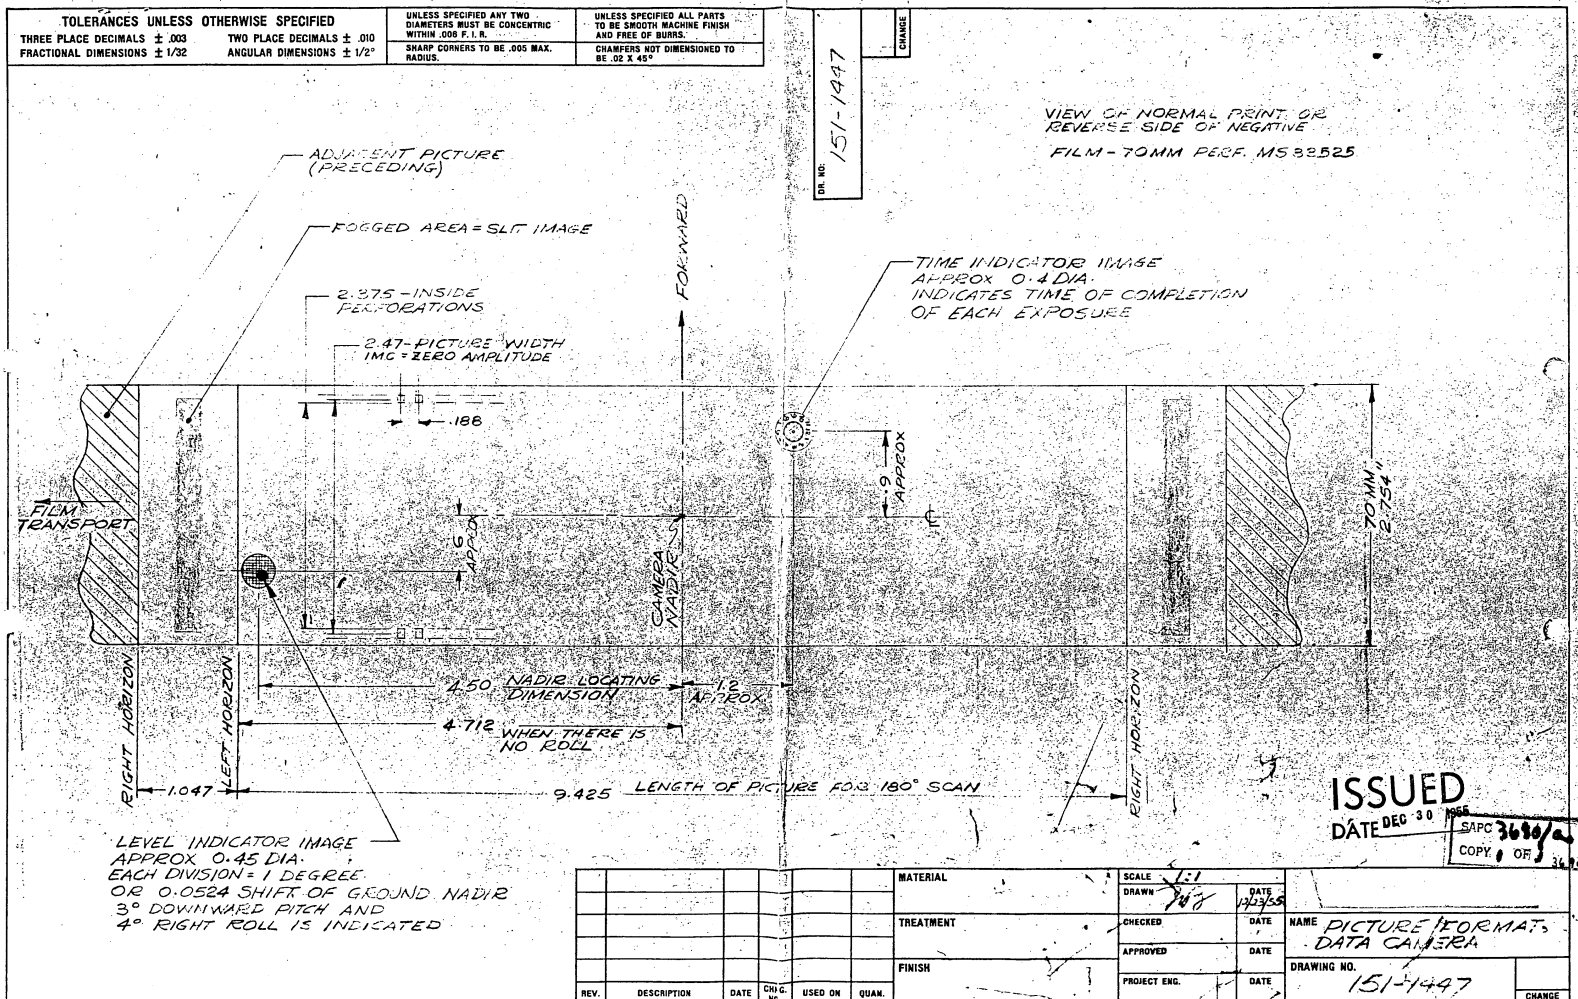 TOLERANCES UNLESS OTHERWISE SPECIFIED
THREE PLACE DECIMALS ± .003 TWO PLACE DECIMALS ± .010
FRACTIONAL DIMENSIONS ± 1/32 ANGULAR DIMENSIONS ± 1/2°
UNLESS SPECIFIED ANY TWO
DIAMETERS MUST BE CONCENTRIC
WITHIN .006 F. I. R.
SHARP CORNERS TO BE .005 MAX.
RADIUS.
UNLESS SPECIFIED ALL PARTS
TO BE SMOOTH MACHINE FINISH
AND FREE OF BURRS.
CHAMFERS NOT DIMENSIONED TO
BE .02 X 45°
DR. NO:
151-1447
CHANGE
VIEW OF NORMAL PRINT OR
REVERSE SIDE OF NEGATIVE
FILM-70MM PERF. MS 33525
ADJACENT PICTURE
(PRECEDING)
FOGGED AREA = SLIT IMAGE
2.375-INSIDE
PERFORATIONS
2.47-PICTURE WIDTH
IMC = ZERO AMPLITUDE
FORWARD
TIME INDICATOR IMAGE
APPROX 0.4 DIA.
INDICATES TIME OF COMPLETION
OF EACH EXPOSURE
.188
.9
APPROX
70MM
2.754"
FILM
TRANSPORT
.6
APPROX
CAMERA
NADIR
4.50 NADIR LOCATING
DIMENSION
1.2
APPROX
4.712 WHEN THERE IS
NO ROLL
RIGHT HORIZON
LEFT HORIZON
RIGHT HORIZON
1.047
9.425 LENGTH OF PICTURE FOR 180° SCAN
LEVEL INDICATOR IMAGE
APPROX 0.45 DIA.
EACH DIVISION = 1 DEGREE
OR 0.0524 SHIFT OF GROUND NADIR
3° DOWNWARD PITCH AND
4° RIGHT ROLL IS INDICATED
ISSUED
DATE DEC 30 1955
SAPC
COPY 1 OF
REV. DESCRIPTION DATE CHG. NO. USED ON QUAN.
MATERIAL
TREATMENT
FINISH
SCALE 1:1
DRAWN DATE 12/23/55
CHECKED DATE
APPROVED DATE
PROJECT ENG. DATE
NAME PICTURE FORMAT,
DATA CAMERA
DRAWING NO.
151-1447
CHANGE